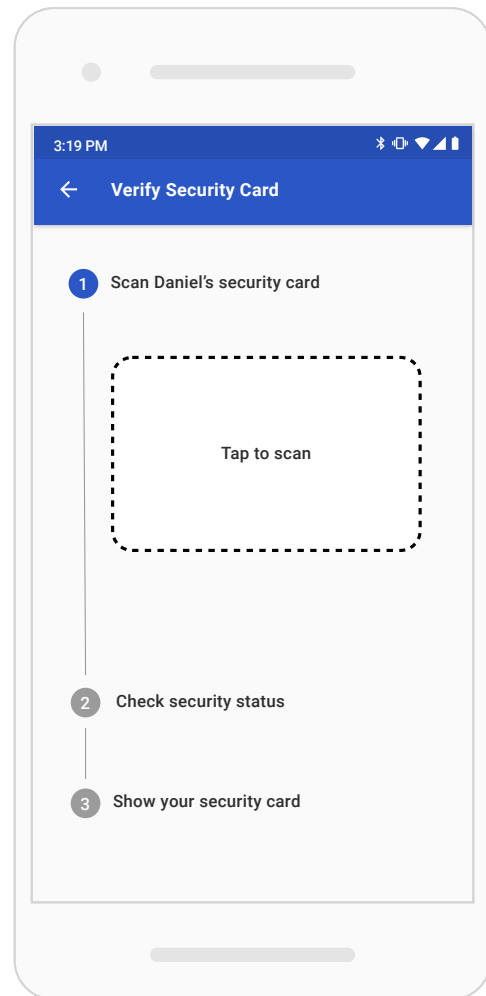 3:19 PM
Verify Security Card
1 Scan Daniel’s security card
Tap to scan
2 Check security status
3 Show your security card